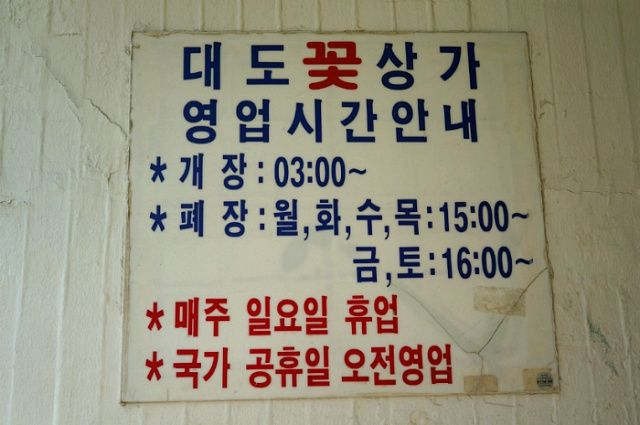 대도꽃상가
영업시간안내
* 개 장 : 03:00~
* 폐 장 : 월,화,수,목 : 15:00~
금,토 : 16:00~
* 매주 일요일 휴업
* 국가 공휴일 오전영업